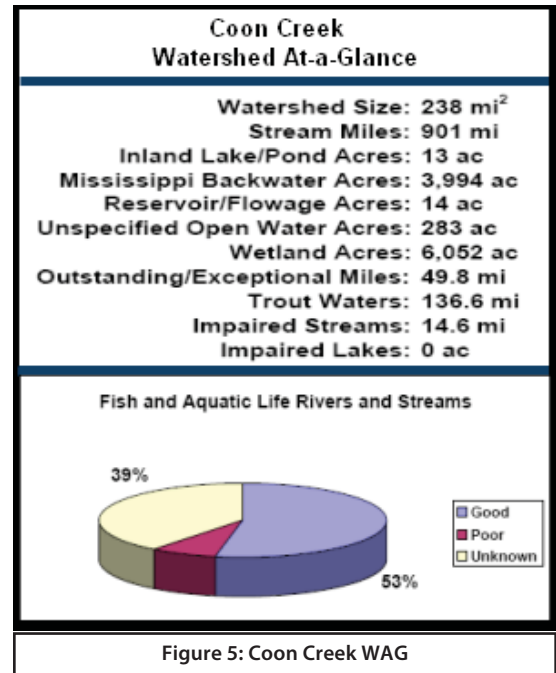 Coon Creek
Watershed At-a-Glance
Watershed Size: 238 mi²
Stream Miles: 901 mi
Inland Lake/Pond Acres: 13 ac
Mississippi Backwater Acres: 3,994 ac
Reservoir/Flowage Acres: 14 ac
Unspecified Open Water Acres: 283 ac
Wetland Acres: 6,052 ac
Outstanding/Exceptional Miles: 49.8 mi
Trout Waters: 136.6 mi
Impaired Streams: 14.6 mi
Impaired Lakes: 0 ac
Fish and Aquatic Life Rivers and Streams
39%
Good
Poor
Unknown
53%
Figure 5: Coon Creek WAG